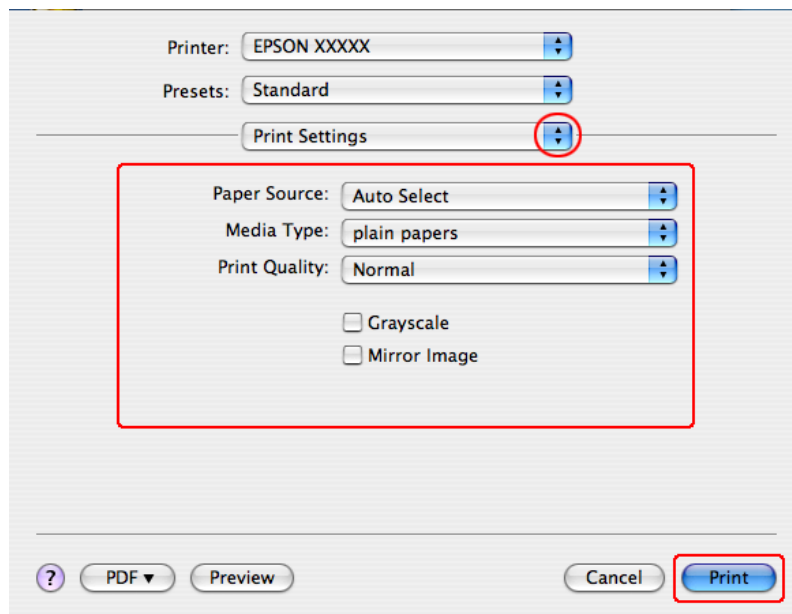 Printer: EPSON XXXXX
Presets: Standard
Print Settings
Paper Source: Auto Select
Media Type: plain papers
Print Quality: Normal
Grayscale
Mirror Image
? PDF ▼ Preview Cancel Print